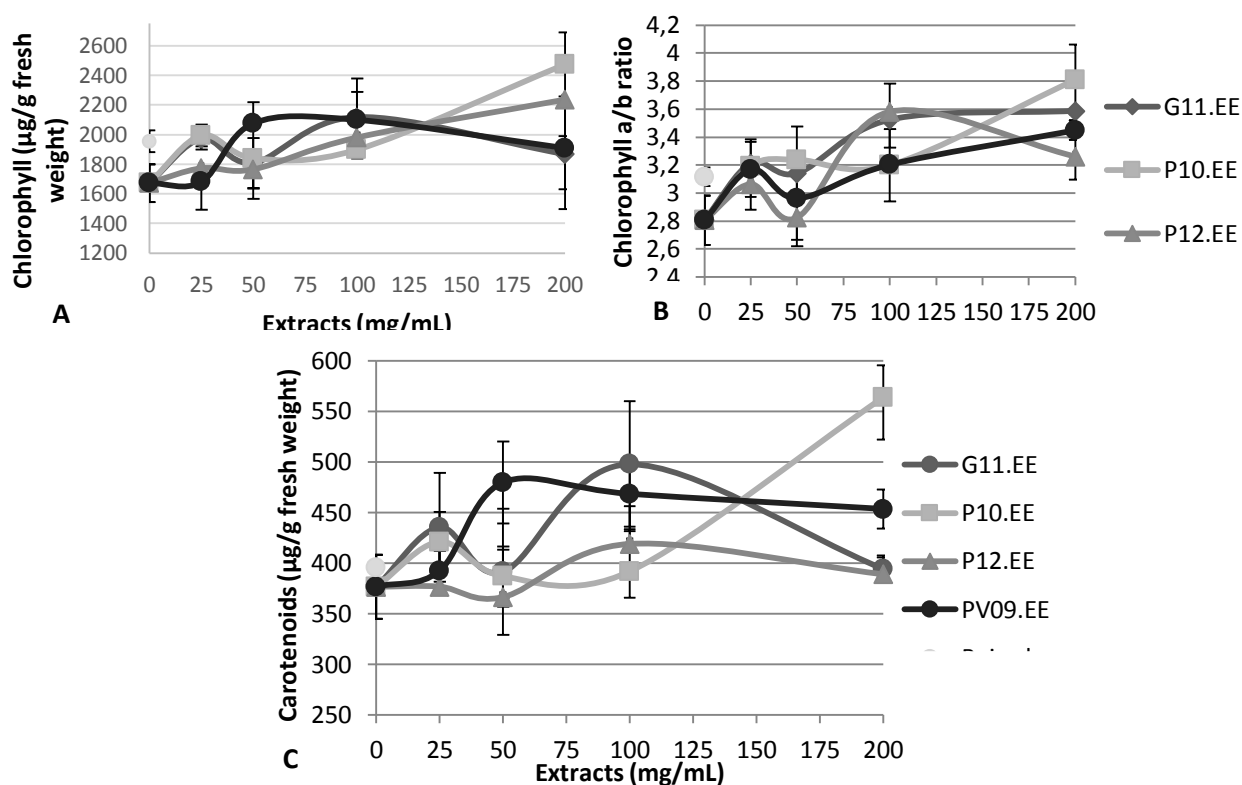 Chlorophyll (µg/g fresh
weight)
2600
2400
2200
2000
1800
1600
1400
1200
0 25 50 75 100 125 150 175 200
A
Extracts (mg/mL)
Chlorophyll a/b ratio
4,2
4
3,8
3,6
3,4
3,2
3
2,8
2,6
2,4
0 25 50 75 100 125 150 175 200
B
G11.EE
P10.EE
P12.EE
Carotenoids (µg/g fresh weight)
600
550
500
450
400
350
300
250
0 25 50 75 100 125 150 175 200
C
Extracts (mg/mL)
G11.EE
P10.EE
P12.EE
PV09.EE